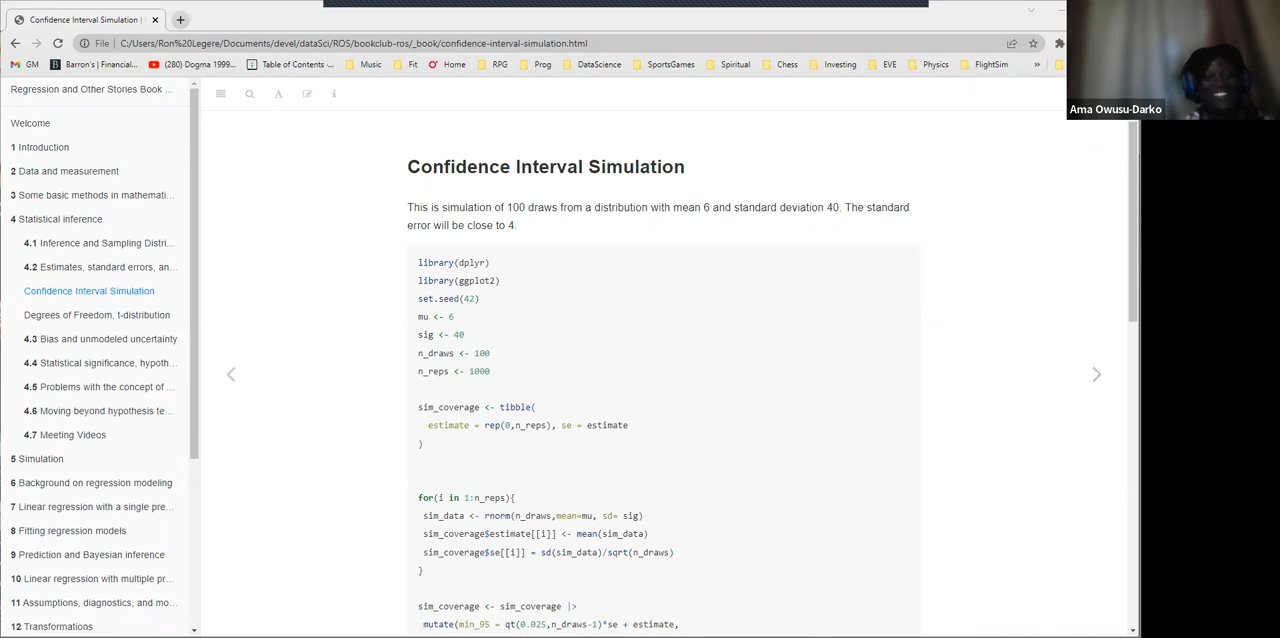 Confidence Interval Simulation |
File | C:/Users/Ron%20Legere/Documents/devel/dataSci/ROS/bookclub-ros/_book/confidence-interval-simulation.html
GM Barron's | Financial... (280) Dogma 1999... Table of Contents -... Music Fit Home RPG Prog DataScience SportsGames Spiritual Chess Investing EVE Physics FlightSim »
Ama Owusu-Darko
Regression and Other Stories Book ...
Welcome
1 Introduction
2 Data and measurement
3 Some basic methods in mathemati...
4 Statistical inference
4.1 Inference and Sampling Distri...
4.2 Estimates, standard errors, an...
Confidence Interval Simulation
Degrees of Freedom, t-distribution
4.3 Bias and unmodeled uncertainty
4.4 Statistical significance, hypoth...
4.5 Problems with the concept of ...
4.6 Moving beyond hypothesis te...
4.7 Meeting Videos
5 Simulation
6 Background on regression modeling
7 Linear regression with a single pre...
8 Fitting regression models
9 Prediction and Bayesian inference
10 Linear regression with multiple pr...
11 Assumptions, diagnostics, and mo...
12 Transformations
Confidence Interval Simulation
This is simulation of 100 draws from a distribution with mean 6 and standard deviation 40. The standard
error will be close to 4.
library(dplyr)
library(ggplot2)
set.seed(42)
mu <- 6
sig <- 40
n_draws <- 100
n_reps <- 1000
sim_coverage <- tibble(
estimate = rep(0,n_reps), se = estimate
)
for(i in 1:n_reps){
sim_data <- rnorm(n_draws,mean=mu, sd= sig)
sim_coverage$estimate[[i]] <- mean(sim_data)
sim_coverage$se[[i]] = sd(sim_data)/sqrt(n_draws)
}
sim_coverage <- sim_coverage |>
mutate(min_95 = qt(0.025,n_draws-1)*se + estimate,